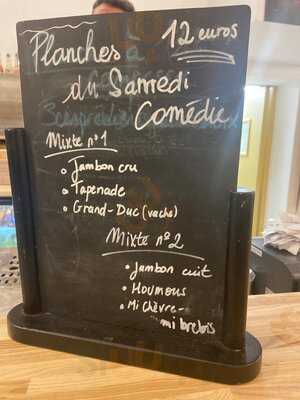 Planches 12 euros
du Samedi
Comédie
Mixte n°1
• Jambon cru
• Tapenade
• Grand-Duc (vache)
Mixte n°2
• Jambon cuit
• Houmous
• Mi chèvre-
mi brebis